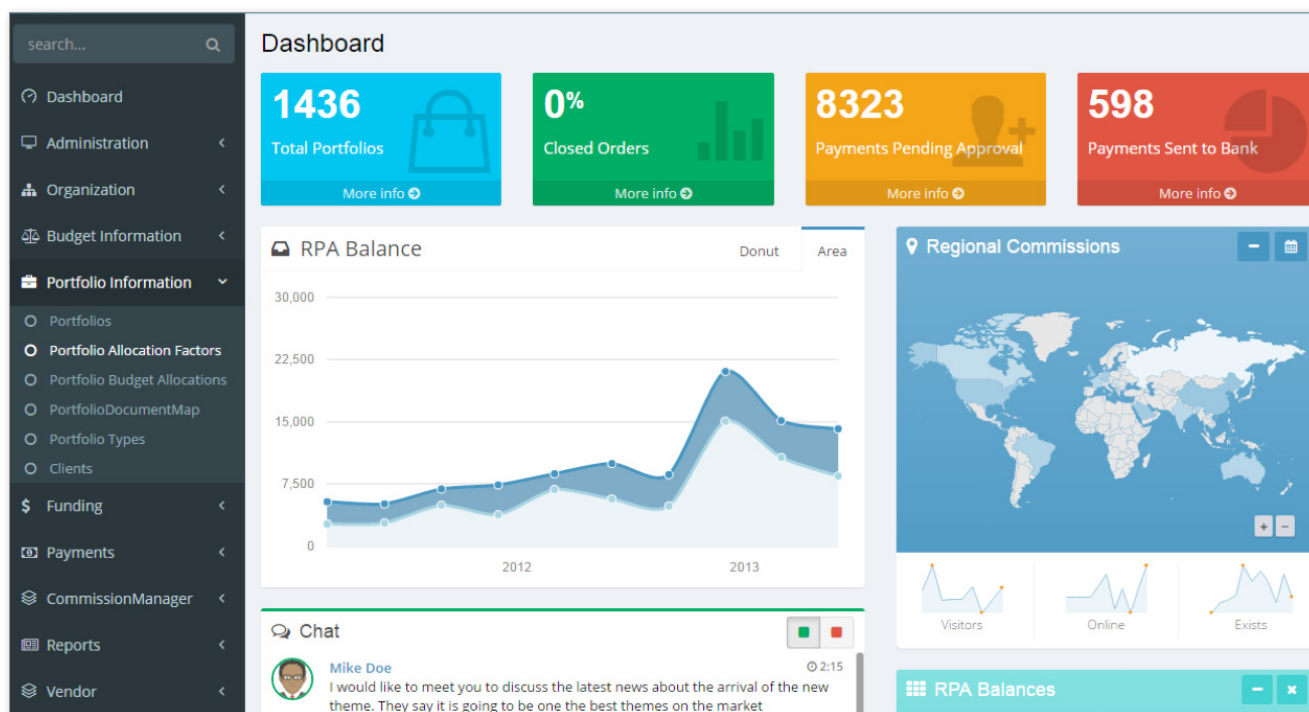 search...
Dashboard
Administration
Organization
Budget Information
Portfolio Information
Portfolios
Portfolio Allocation Factors
Portfolio Budget Allocations
PortfolioDocumentMap
Portfolio Types
Clients
Funding
Payments
CommissionManager
Reports
Vendor
Dashboard
1436
Total Portfolios
More info
0%
Closed Orders
More info
8323
Payments Pending Approval
More info
598
Payments Sent to Bank
More info
RPA Balance
Donut
Area
30,000
22,500
15,000
7,500
0
2012
2013
Regional Commissions
Visitors
Online
Exists
Chat
Mike Doe
2:15
I would like to meet you to discuss the latest news about the arrival of the new
theme. They say it is going to be one the best themes on the market
RPA Balances